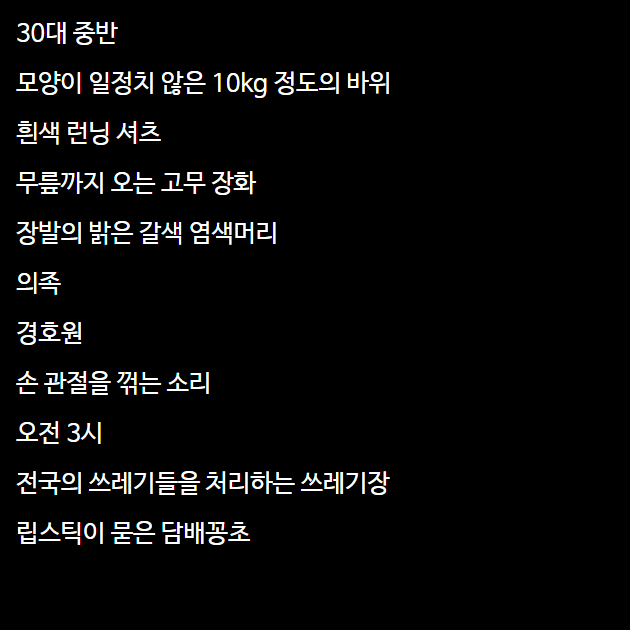 30대 중반
모양이 일정치 않은 10kg 정도의 바위
흰색 런닝 셔츠
무릎까지 오는 고무 장화
장발의 밝은 갈색 염색머리
의족
경호원
손 관절을 꺾는 소리
오전 3시
전국의 쓰레기들을 처리하는 쓰레기장
립스틱이 묻은 담배꽁초